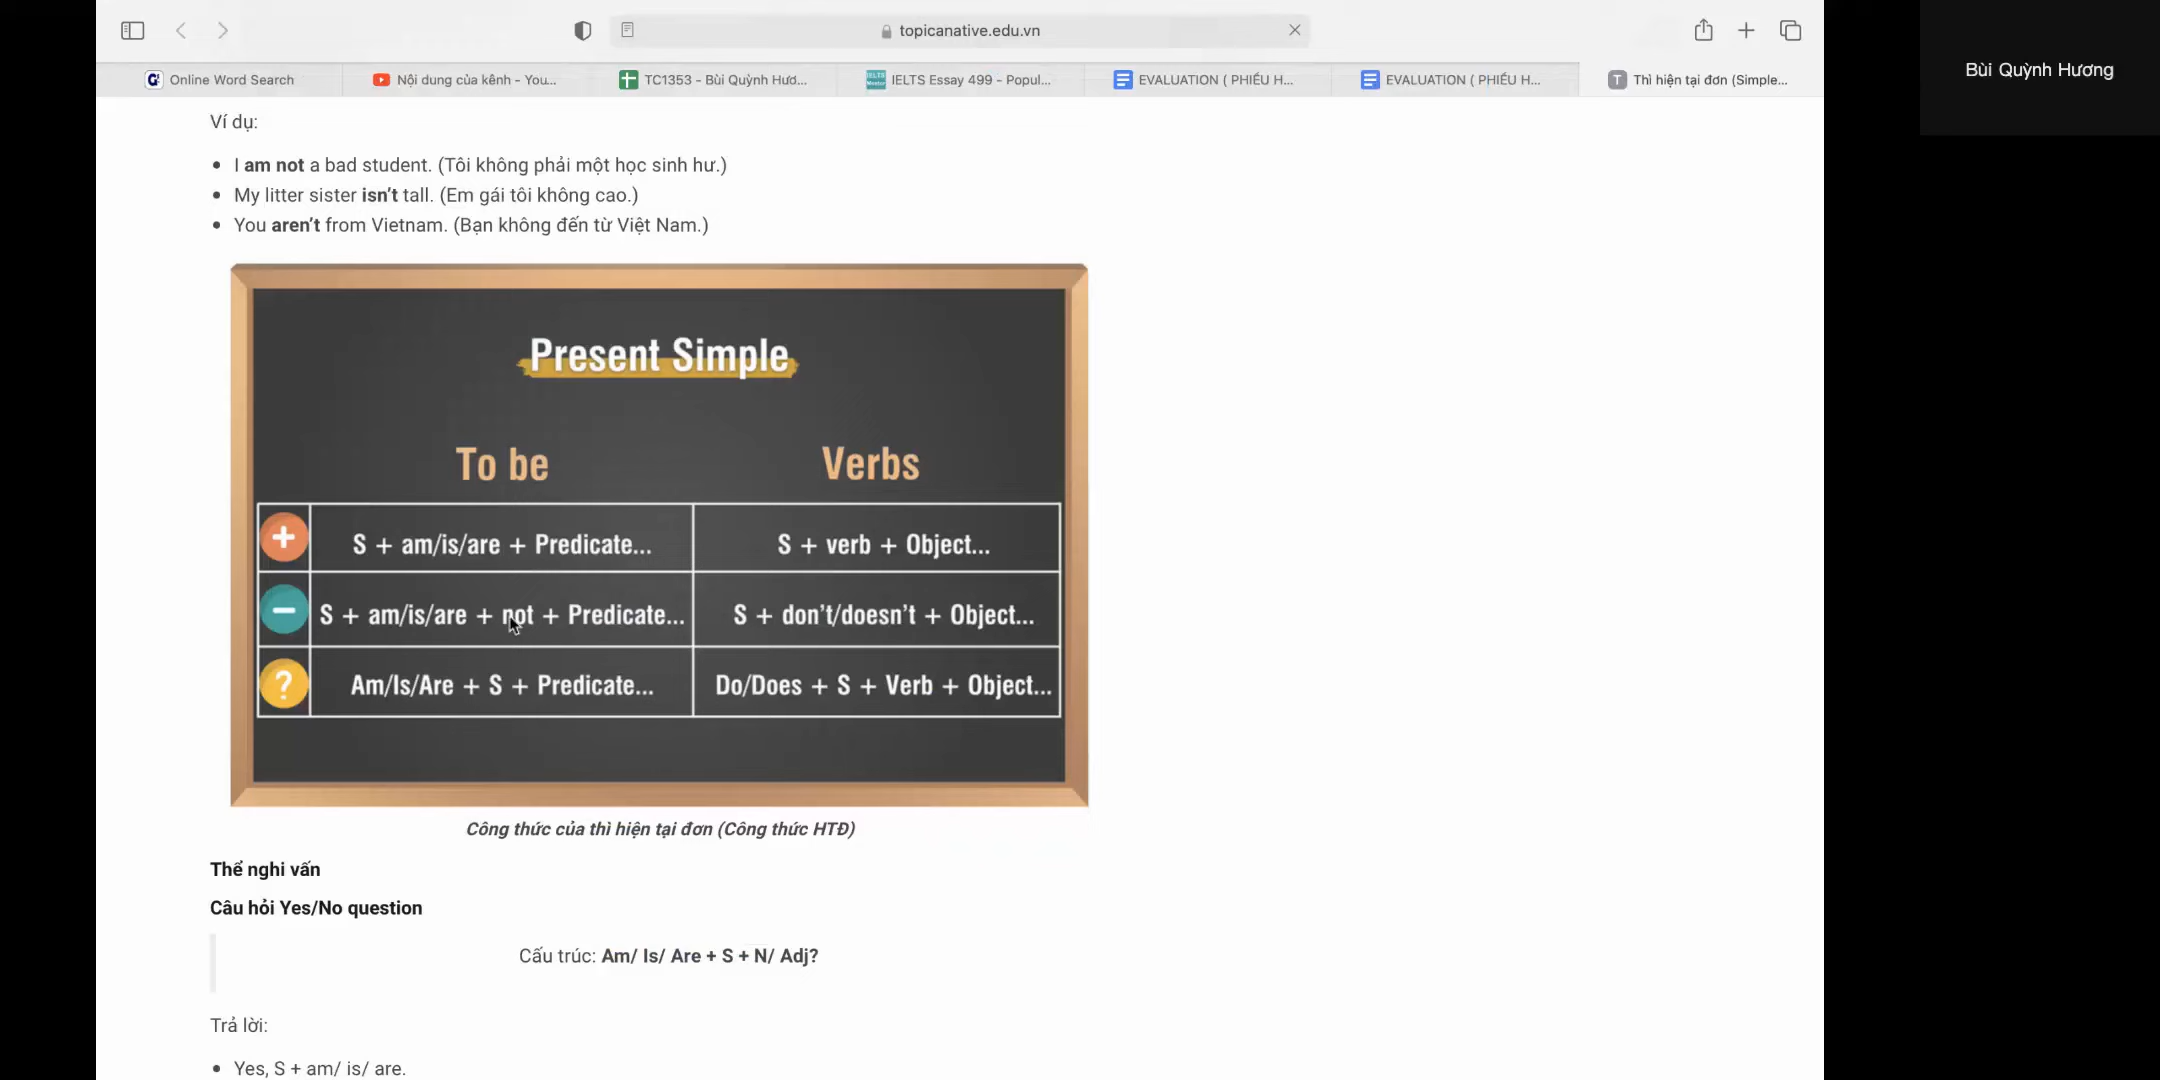 topicanative.edu.vn
Bùi Quỳnh Hương
Online Word Search
Nội dung của kênh - You...
TC1353 - Bùi Quỳnh Hươ...
IELTS Essay 499 - Popul...
EVALUATION ( PHIẾU H...
EVALUATION ( PHIẾU H...
T Thì hiện tại đơn (Simple...
Ví dụ:
• I am not a bad student. (Tôi không phải một học sinh hư.)
• My litter sister isn’t tall. (Em gái tôi không cao.)
• You aren’t from Vietnam. (Bạn không đến từ Việt Nam.)
Present Simple
To be Verbs
+ S + am/is/are + Predicate... S + verb + Object...
− S + am/is/are + not + Predicate... S + don’t/doesn’t + Object...
? Am/Is/Are + S + Predicate... Do/Does + S + Verb + Object...
Công thức của thì hiện tại đơn (Công thức HTĐ)
Thể nghi vấn
Câu hỏi Yes/No question
Cấu trúc: Am/ Is/ Are + S + N/ Adj?
Trả lời:
• Yes, S + am/ is/ are.